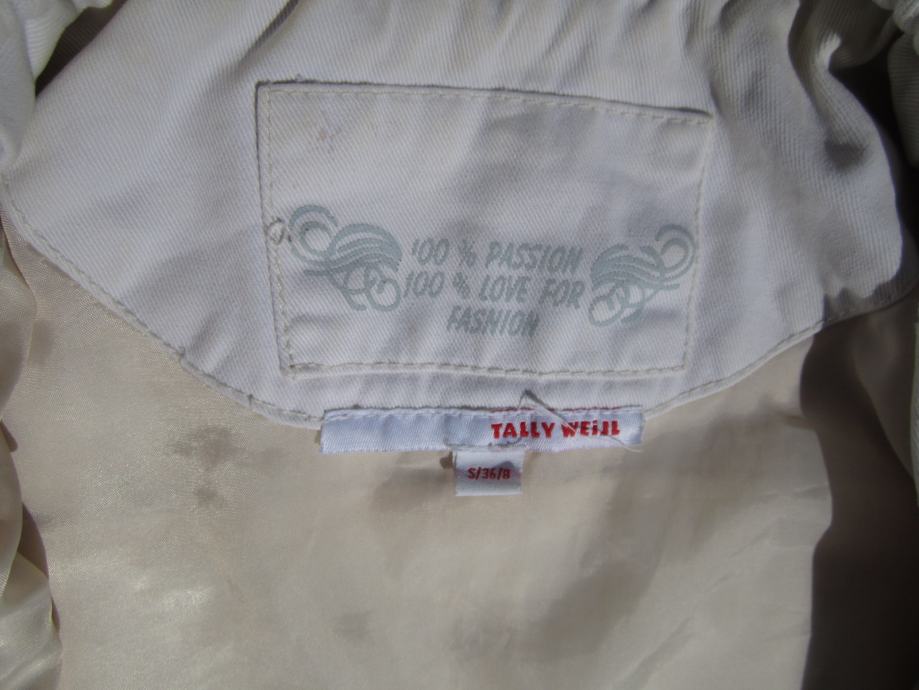 100 % PASSION
100 % LOVE FOR
FASHION
TALLY WEiJL
S/36/8